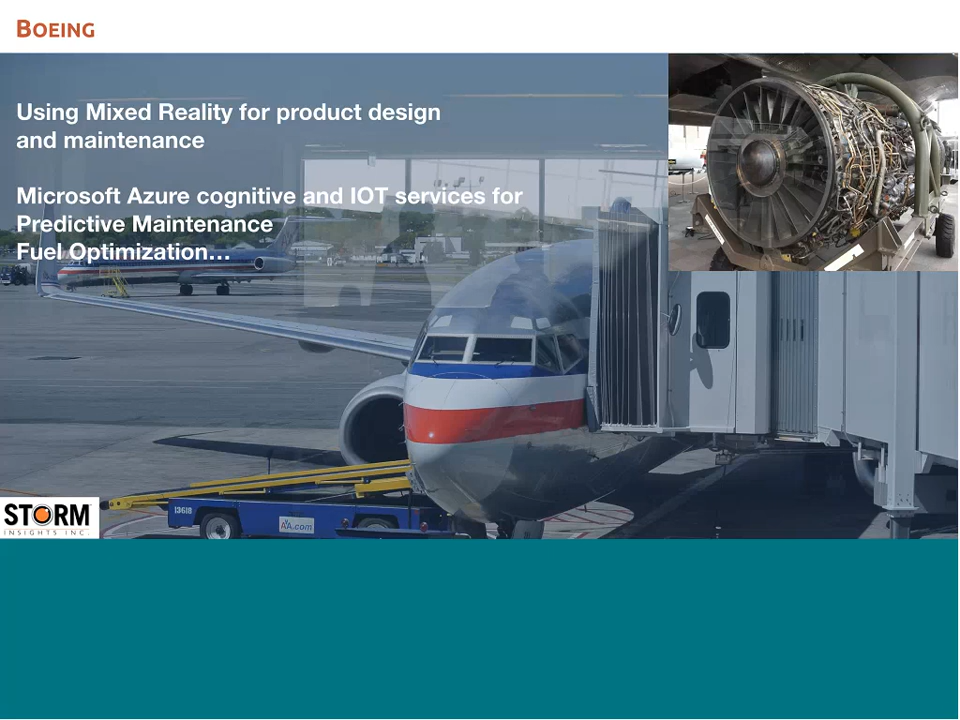 BOEING
Using Mixed Reality for product design
and maintenance
Microsoft Azure cognitive and IOT services for
Predictive Maintenance
Fuel Optimization…
13618
AA.com
STORM
INSIGHTS INC.